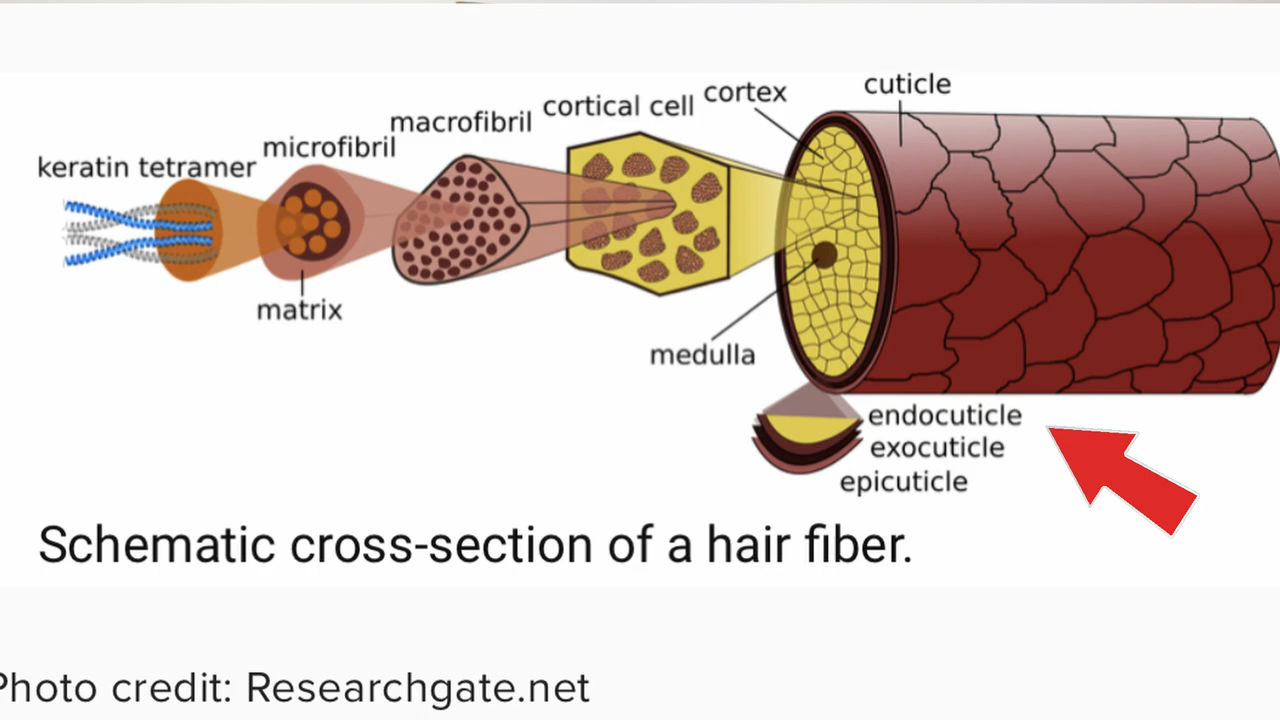 cuticle
cortex
cortical cell
macrofibril
microfibril
keratin tetramer
matrix
medulla
endocuticle
exocuticle
epicuticle
Schematic cross-section of a hair fiber.
Photo credit: Researchgate.net